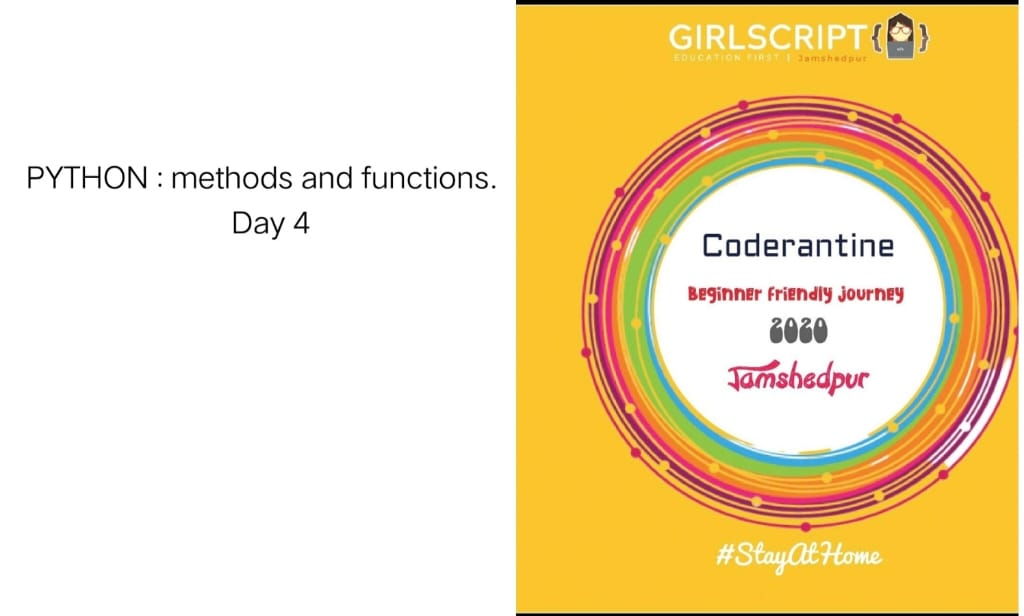 PYTHON : methods and functions.
Day 4
GIRLSCRIPT
EDUCATION FIRST | Jamshedpur
Coderantine
Beginner friendly journey
2020
Jamshedpur
#StayAtHome